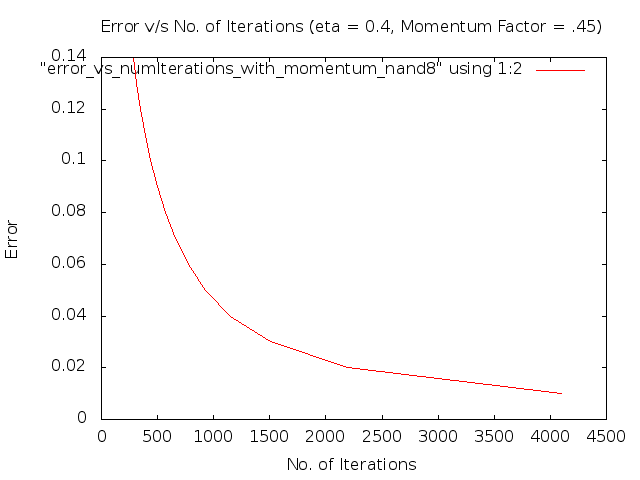 Error v/s No. of Iterations (eta = 0.4, Momentum Factor = .45)
"error_vs_numIterations_with_momentum_nand8" using 1:2
0.14
0.12
0.1
0.08
0.06
0.04
0.02
0
Error
0 500 1000 1500 2000 2500 3000 3500 4000 4500
No. of Iterations